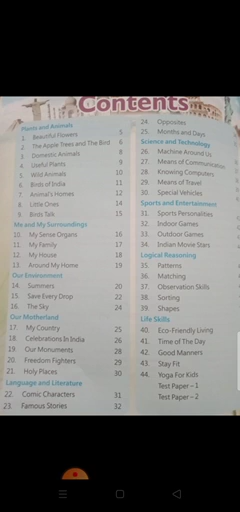 Contents
Plants and Animals
1. Beautiful Flowers 5
2. The Apple Trees and The Bird 6
3. Domestic Animals 8
4. Useful Plants 9
5. Wild Animals 10
6. Birds of India 11
7. Animal's Homes 12
8. Little Ones 14
9. Birds Talk 15
Me and My Surroundings
10. My Sense Organs 16
11. My Family 17
12. My House 18
13. Around My Home 19
Our Environment
14. Summers 20
15. Save Every Drop 22
16. The Sky 24
Our Motherland
17. My Country 25
18. Celebrations In India 26
19. Our Monuments 28
20. Freedom Fighters 29
21. Holy Places 30
Language and Literature
22. Comic Characters 31
23. Famous Stories 32
24. Opposites
25. Months and Days
Science and Technology
26. Machine Around Us
27. Means of Communication
28. Knowing Computers
29. Means of Travel
30. Special Vehicles
Sports and Entertainment
31. Sports Personalities
32. Indoor Games
33. Outdoor Games
34. Indian Movie Stars
Logical Reasoning
35. Patterns
36. Matching
37. Observation Skills
38. Sorting
39. Shapes
Life Skills
40. Eco-Friendly Living
41. Time of The Day
42. Good Manners
43. Stay Fit
44. Yoga For Kids
Test Paper - 1
Test Paper - 2